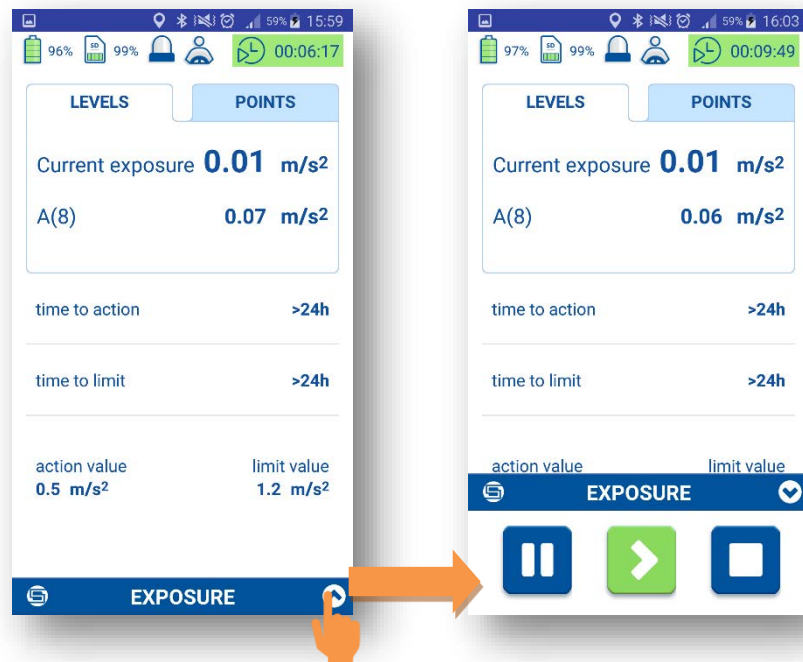 59% 15:59
96% SD 99% 00:06:17
LEVELS POINTS
Current exposure 0.01 m/s²
A(8) 0.07 m/s²
time to action >24h
time to limit >24h
action value limit value
0.5 m/s² 1.2 m/s²
EXPOSURE
59% 16:03
97% SD 99% 00:09:49
LEVELS POINTS
Current exposure 0.01 m/s²
A(8) 0.06 m/s²
time to action >24h
time to limit >24h
action value limit value
EXPOSURE